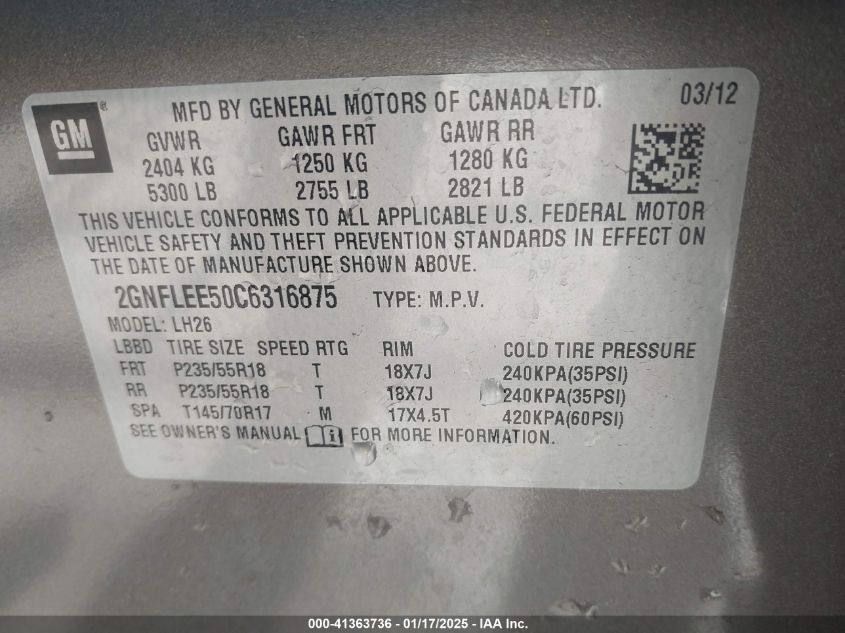 GM ®
MFD BY GENERAL MOTORS OF CANADA LTD. 03/12
GVWR GAWR FRT GAWR RR
2404 KG 1250 KG 1280 KG
5300 LB 2755 LB 2821 LB
THIS VEHICLE CONFORMS TO ALL APPLICABLE U.S. FEDERAL MOTOR
VEHICLE SAFETY AND THEFT PREVENTION STANDARDS IN EFFECT ON
THE DATE OF MANUFACTURE SHOWN ABOVE.
2GNFLEE50C6316875 TYPE: M.P.V.
MODEL: LH26
LBBD TIRE SIZE SPEED RTG RIM COLD TIRE PRESSURE
FRT P235/55R18 T 18X7J 240KPA(35PSI)
RR P235/55R18 T 18X7J 240KPA(35PSI)
SPA T145/70R17 M 17X4.5T 420KPA(60PSI)
SEE OWNER'S MANUAL i FOR MORE INFORMATION.
000-41363736 - 01/17/2025 - IAA Inc.